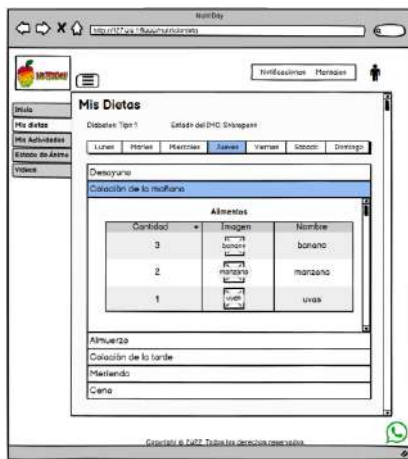 NutriDay
NUTRIDAY
Notificaciones Mensajes
Inicio
Mis dietas
Mis Actividades
Estado de Ánimo
Videos
Mis Dietas
Diabetes: Tipo 1 Estado del IMC: Sobrepeso
Lunes Martes Miercoles Jueves Viernes Sábado Domingo
Desayuno
Colación de la mañana
Alimentos
Cantidad Imagen Nombre
3 banano banano
2 manzana manzana
1 uvas uvas
Almuerzo
Colación de la tarde
Merienda
Cena
Copyright © 2022 Todos los derechos reservados.